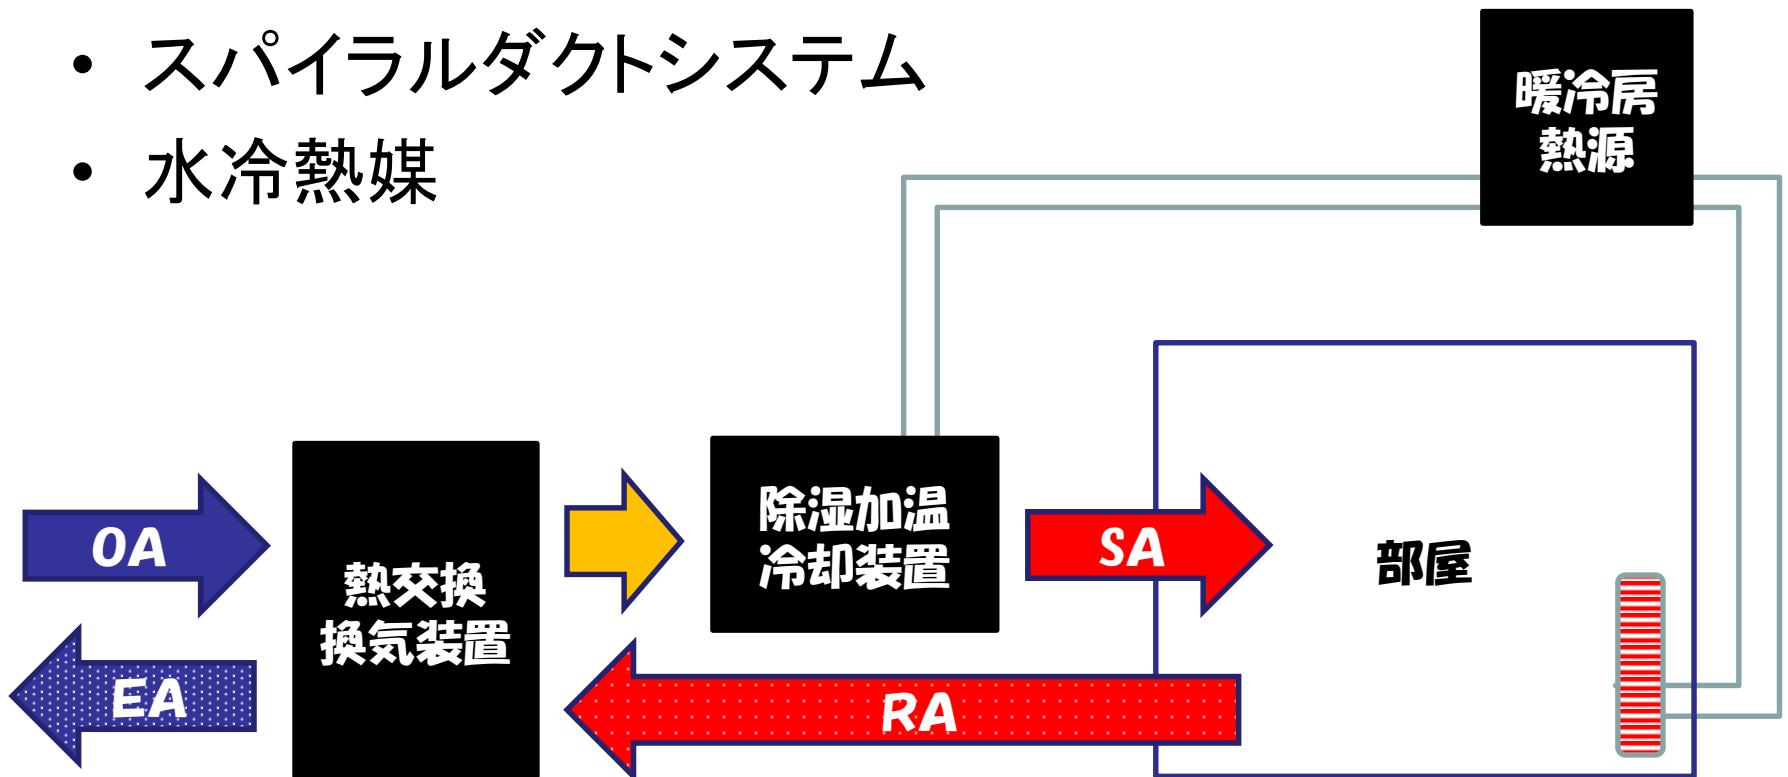 • スパイラルダクトシステム
• 水冷熱媒
暖冷房
熱源
OA
熱交換
換気装置
除湿加温
冷却装置
SA
部屋
EA
RA